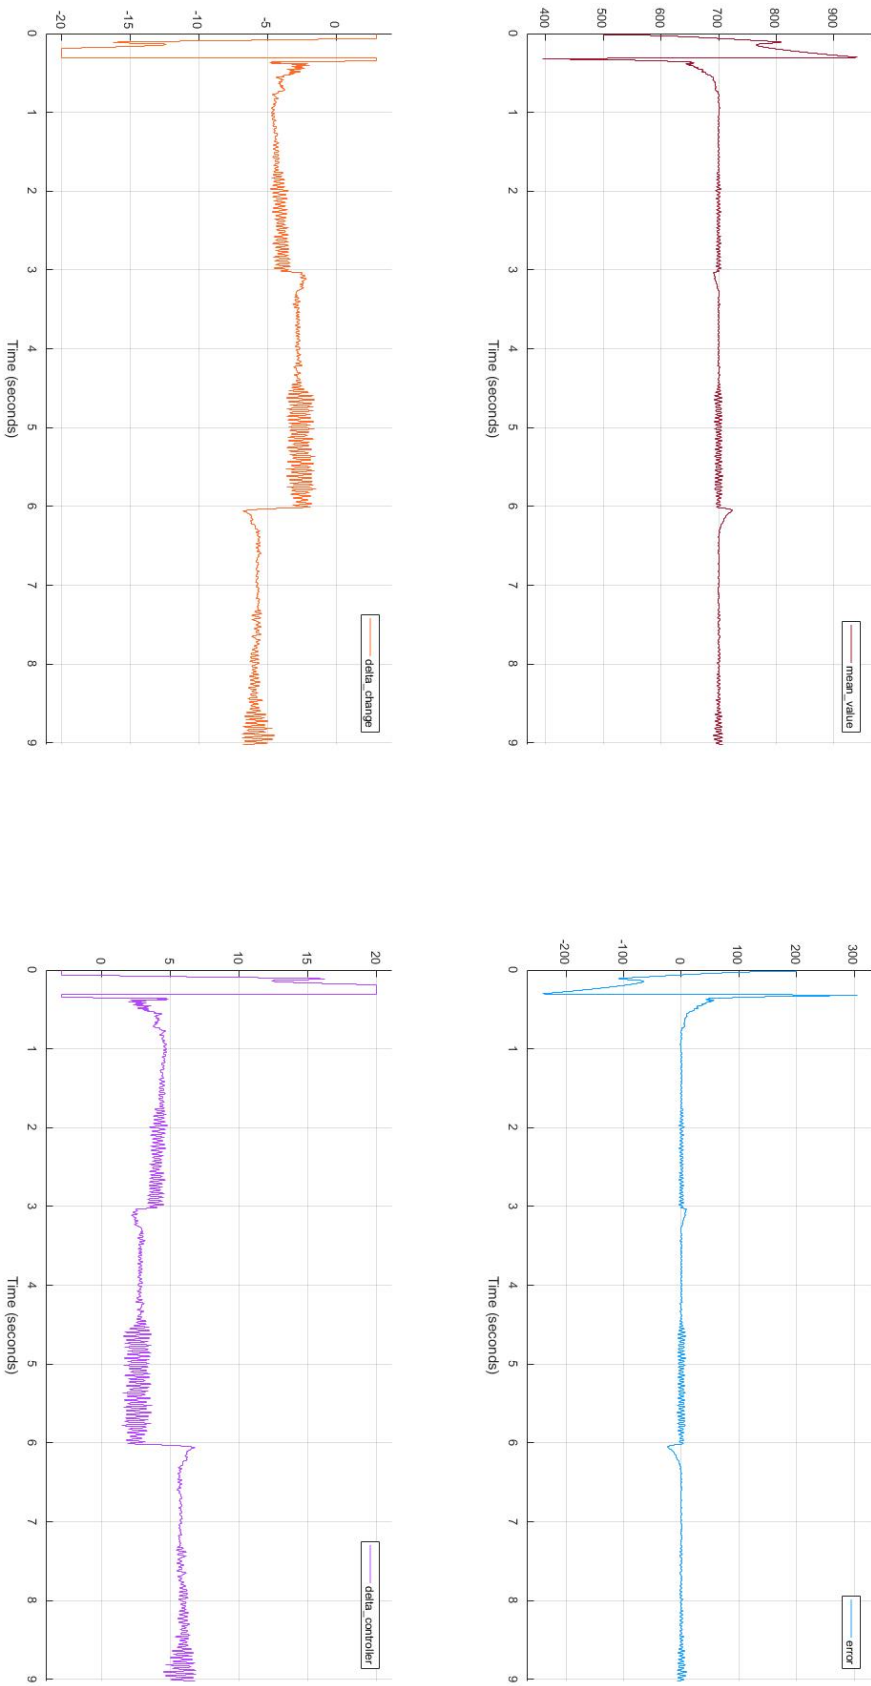 mean_value
900
800
700
600
500
400
0 1 2 3 4 5 6 7 8 9
Time (seconds)
error
300
200
100
0
-100
-200
0 1 2 3 4 5 6 7 8 9
Time (seconds)
delta_change
0
-5
-10
-15
-20
0 1 2 3 4 5 6 7 8 9
Time (seconds)
delta_controller
20
15
10
5
0
0 1 2 3 4 5 6 7 8 9
Time (seconds)